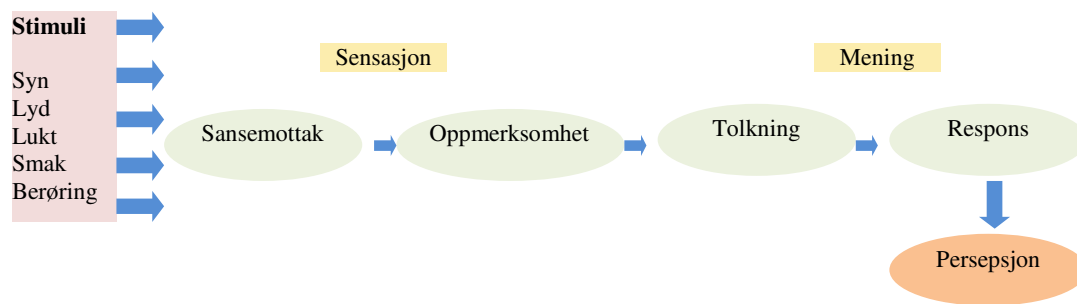 Stimuli
Syn
Lyd
Lukt
Smak
Berøring
Sensasjon
Mening
Sansemottak
Oppmerksomhet
Tolkning
Respons
Persepsjon